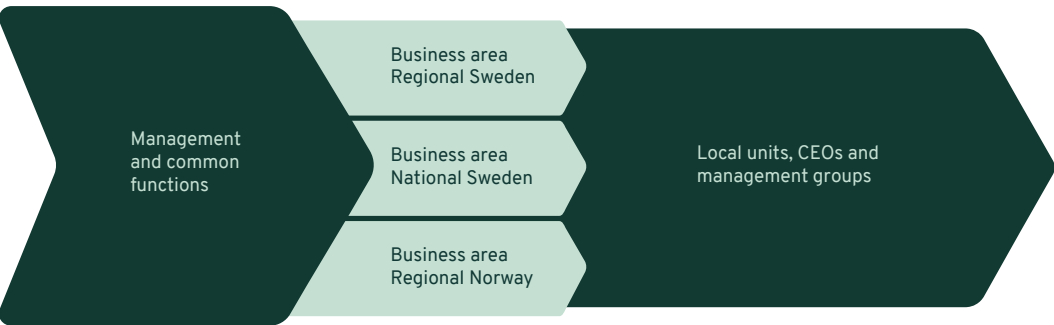 Management
and common
functions
Business area
Regional Sweden
Business area
National Sweden
Business area
Regional Norway
Local units, CEOs and
management groups